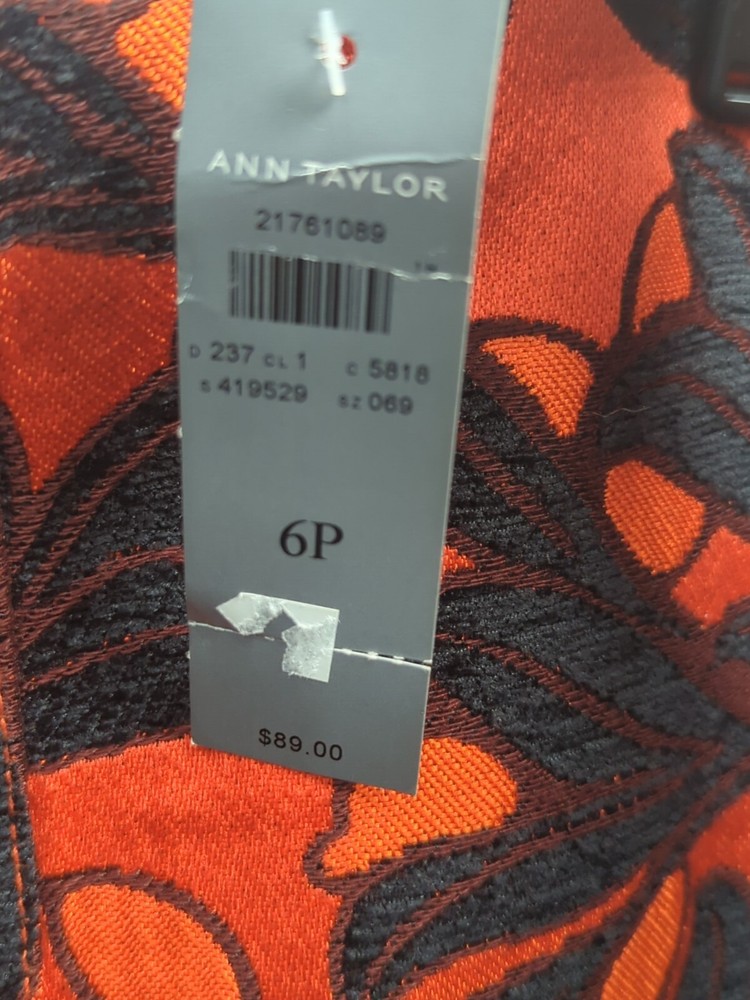 ANN TAYLOR
21761089
D 237 CL 1 C 5818
S 419529 SZ 069
6P
$89.00